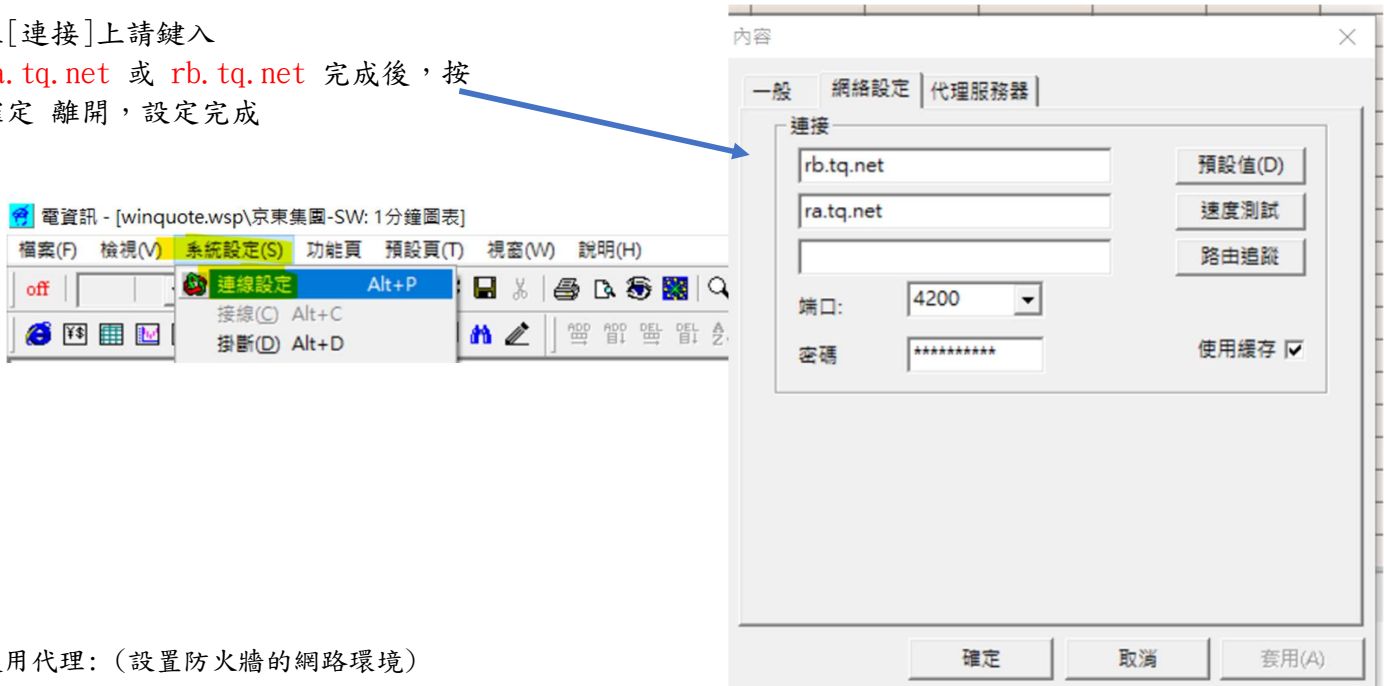 [連接]上請鍵入
.tq.net 或 rb.tq.net 完成後，按
定 離開，設定完成
電資訊 - [winquote.wsp\京東集團-SW: 1分鐘圖表]
檔案(F) 檢視(V) 系統設定(S) 功能頁 預設頁(T) 視窗(W) 說明(H)
off
連線設定 Alt+P
接線(C) Alt+C
掛斷(D) Alt+D
ADD ADD DEL DEL
用代理:（設置防火牆的網路環境）
內容
一般 網絡設定 代理服務器
連接
rb.tq.net 預設值(D)
ra.tq.net 速度測試
路由追蹤
端口: 4200
密碼 ********** 使用緩存
確定 取消 套用(A)